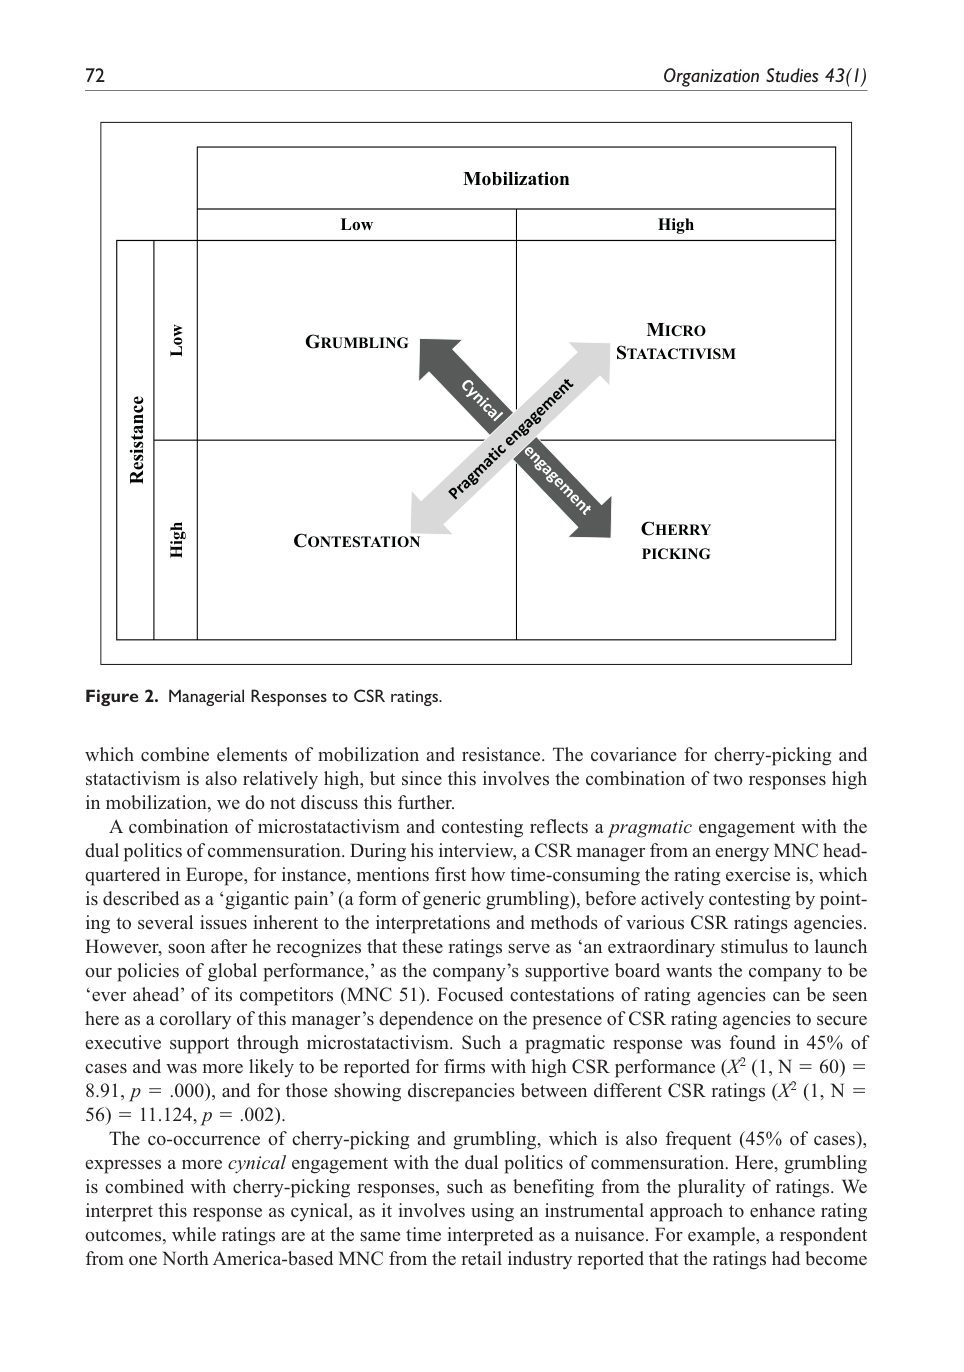 72
Organization Studies 43(1)
Mobilization
Low
High
Resistance
Low
High
GRUMBLING
MICRO
STATACTIVISM
Cynical engagement
Pragmatic engagement
CONTESTATION
CHERRY
PICKING
Figure 2. Managerial Responses to CSR ratings.
which combine elements of mobilization and resistance. The covariance for cherry-picking and
statactivism is also relatively high, but since this involves the combination of two responses high
in mobilization, we do not discuss this further.
A combination of microstatactivism and contesting reflects a pragmatic engagement with the
dual politics of commensuration. During his interview, a CSR manager from an energy MNC head-
quartered in Europe, for instance, mentions first how time-consuming the rating exercise is, which
is described as a ‘gigantic pain’ (a form of generic grumbling), before actively contesting by point-
ing to several issues inherent to the interpretations and methods of various CSR ratings agencies.
However, soon after he recognizes that these ratings serve as ‘an extraordinary stimulus to launch
our policies of global performance,’ as the company’s supportive board wants the company to be
‘ever ahead’ of its competitors (MNC 51). Focused contestations of rating agencies can be seen
here as a corollary of this manager’s dependence on the presence of CSR rating agencies to secure
executive support through microstatactivism. Such a pragmatic response was found in 45% of
cases and was more likely to be reported for firms with high CSR performance (X² (1, N = 60) =
8.91, p = .000), and for those showing discrepancies between different CSR ratings (X² (1, N =
56) = 11.124, p = .002).
The co-occurrence of cherry-picking and grumbling, which is also frequent (45% of cases),
expresses a more cynical engagement with the dual politics of commensuration. Here, grumbling
is combined with cherry-picking responses, such as benefiting from the plurality of ratings. We
interpret this response as cynical, as it involves using an instrumental approach to enhance rating
outcomes, while ratings are at the same time interpreted as a nuisance. For example, a respondent
from one North America-based MNC from the retail industry reported that the ratings had become